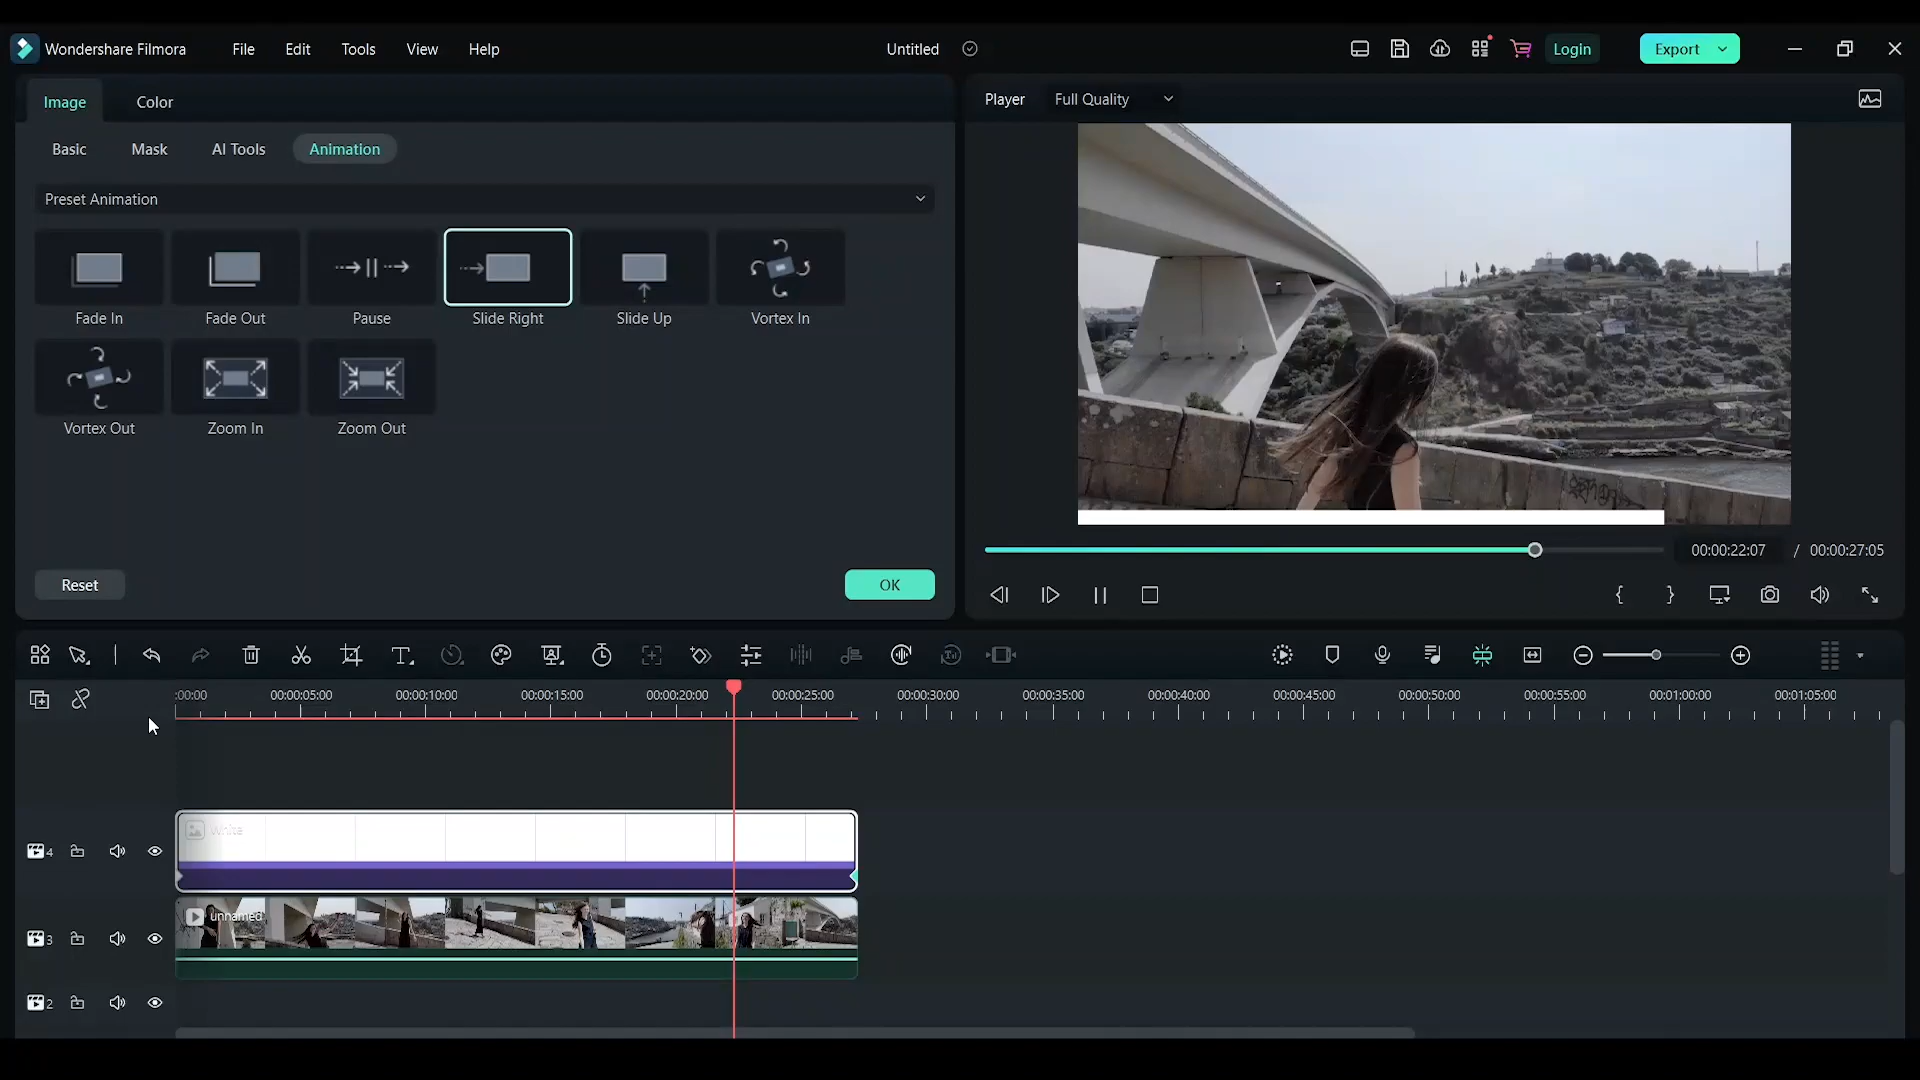 Wondershare Filmora File Edit Tools View Help Untitled Login Export
Image Color
Player Full Quality
Basic Mask AI Tools Animation
Preset Animation
Fade In Fade Out Pause Slide Right Slide Up Vortex In
Vortex Out Zoom In Zoom Out
00:00:22:07 / 00:00:27:05
Reset OK
:00:00 00:00:05:00 00:00:10:00 00:00:15:00 00:00:20:00 00:00:25:00 00:00:30:00 00:00:35:00 00:00:40:00 00:00:45:00 00:00:50:00 00:00:55:00 00:01:00:00 00:01:05:00
White
4
unnamed
3
2